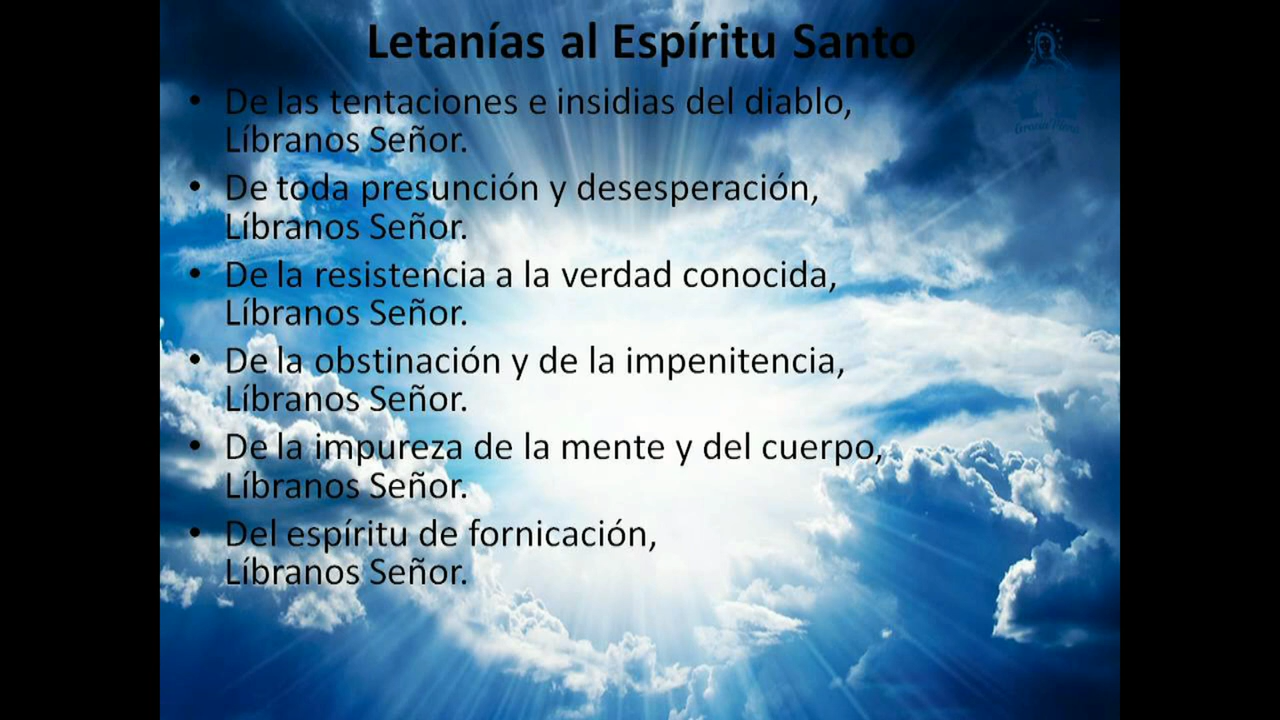 Letanías al Espíritu Santo
• De las tentaciones e insidias del diablo,
Líbranos Señor.
• De toda presunción y desesperación,
Líbranos Señor.
• De la resistencia a la verdad conocida,
Líbranos Señor.
• De la obstinación y de la impenitencia,
Líbranos Señor.
• De la impureza de la mente y del cuerpo,
Líbranos Señor.
• Del espíritu de fornicación,
Líbranos Señor.